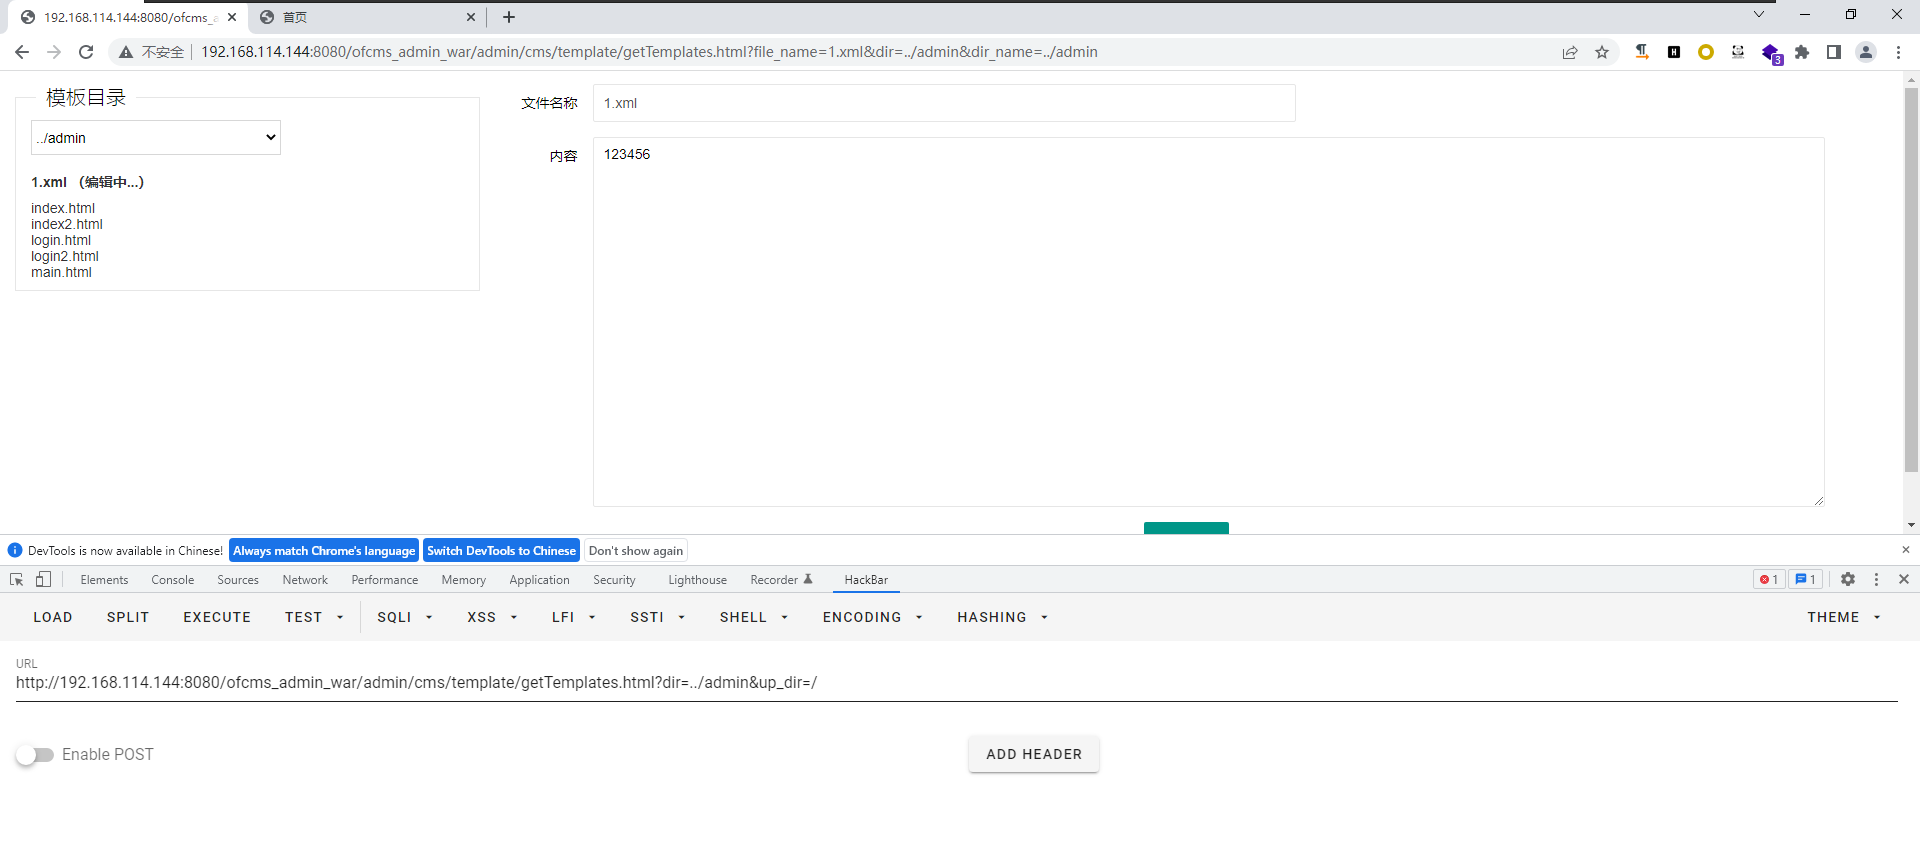 192.168.114.144:8080/ofcms_a
首页
不安全
192.168.114.144:8080/ofcms_admin_war/admin/cms/template/getTemplates.html?file_name=1.xml&dir=../admin&dir_name=../admin
3
模板目录
../admin
1.xml （编辑中...）
index.html
index2.html
login.html
login2.html
main.html
文件名称
1.xml
内容
123456
DevTools is now available in Chinese! Always match Chrome's language Switch DevTools to Chinese Don't show again
Elements Console Sources Network Performance Memory Application Security Lighthouse Recorder HackBar 1 1
LOAD SPLIT EXECUTE TEST SQLI XSS LFI SSTI SHELL ENCODING HASHING THEME
URL
http://192.168.114.144:8080/ofcms_admin_war/admin/cms/template/getTemplates.html?dir=../admin&up_dir=/
Enable POST
ADD HEADER